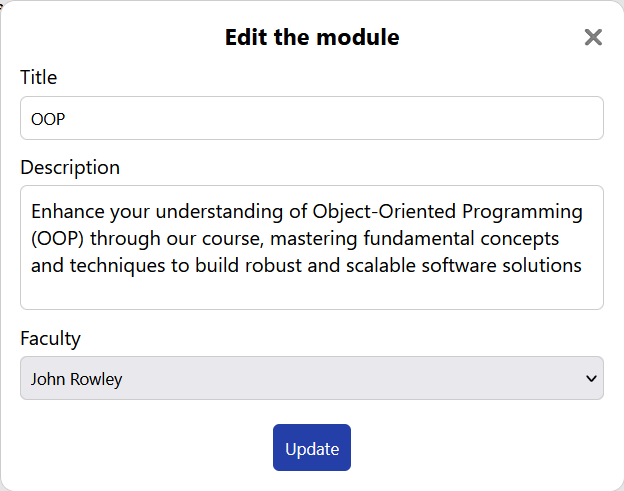 Edit the module
Title
OOP
Description
Enhance your understanding of Object-Oriented Programming
(OOP) through our course, mastering fundamental concepts
and techniques to build robust and scalable software solutions
Faculty
John Rowley
Update